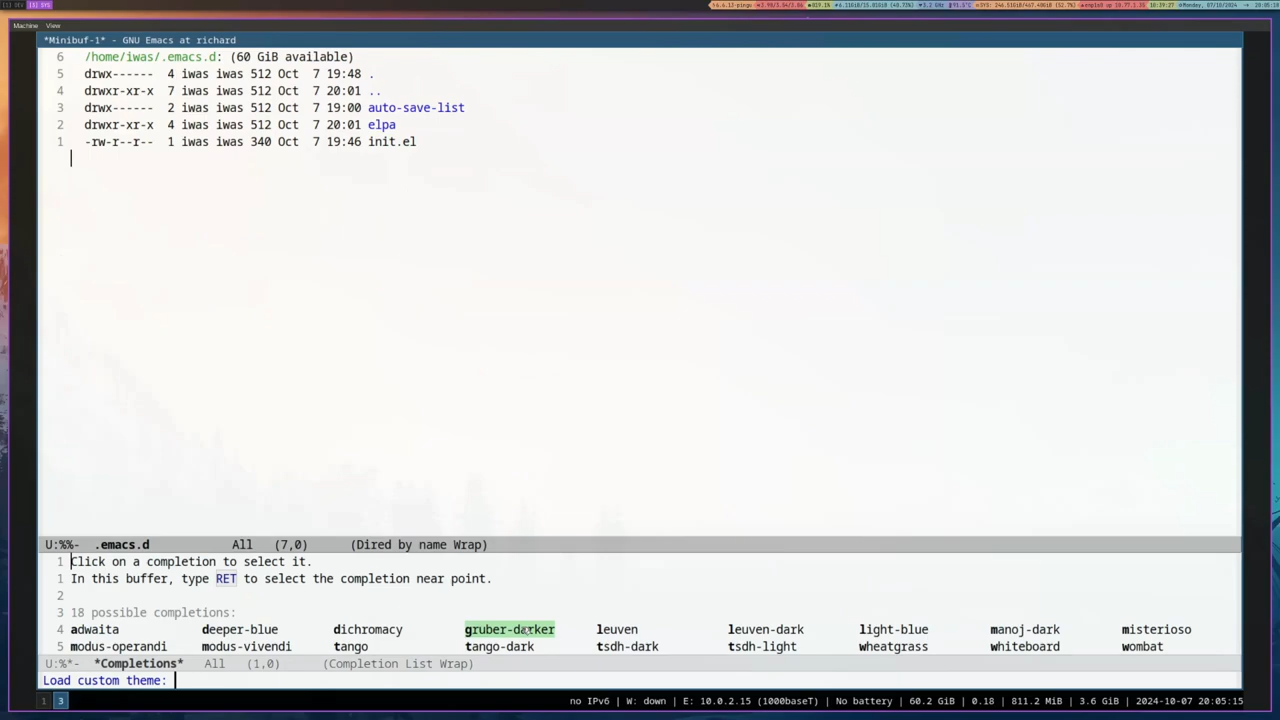 [1] DEV [3] SYS
Machine View
*Minibuf-1* - GNU Emacs at richard
6 /home/iwas/.emacs.d: (60 GiB available)
5 drwx------ 4 iwas iwas 512 Oct 7 19:48 .
4 drwxr-xr-x 7 iwas iwas 512 Oct 7 20:01 ..
3 drwx------ 2 iwas iwas 512 Oct 7 19:00 auto-save-list
2 drwxr-xr-x 4 iwas iwas 512 Oct 7 20:01 elpa
1 -rw-r--r-- 1 iwas iwas 340 Oct 7 19:46 init.el
U:%%- .emacs.d All (7,0) (Dired by name Wrap)
1 Click on a completion to select it.
1 In this buffer, type RET to select the completion near point.
2
3 18 possible completions:
4 adwaita deeper-blue dichromacy gruber-darker leuven leuven-dark light-blue manoj-dark misterioso
5 modus-operandi modus-vivendi tango tango-dark tsdh-dark tsdh-light wheatgrass whiteboard wombat
U:%*- *Completions* All (1,0) (Completion List Wrap)
Load custom theme:
1 3 no IPv6 | W: down | E: 10.0.2.15 (1000baseT) | No battery | 60.2 GiB | 0.18 | 811.2 MiB | 3.6 GiB | 2024-10-07 20:05:15